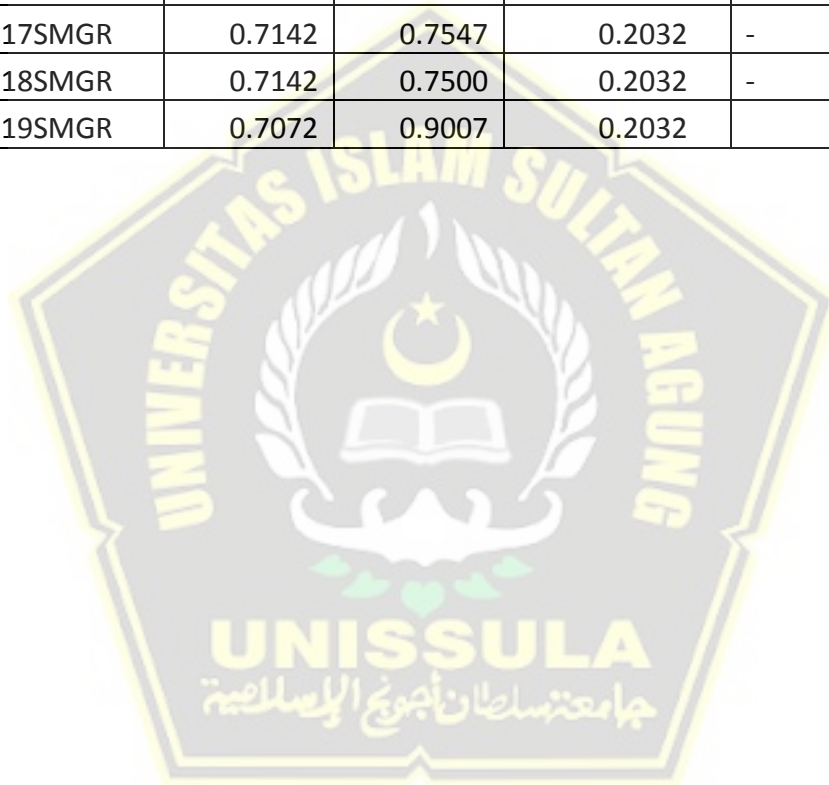 17SMGR 0.7142 0.7547 0.2032 -
18SMGR 0.7142 0.7500 0.2032 -
19SMGR 0.7072 0.9007 0.2032
UNIVERSITAS ISLAM SULTAN AGUNG
UNISSULA
جامعتنسلطان أجونج الإسلامية